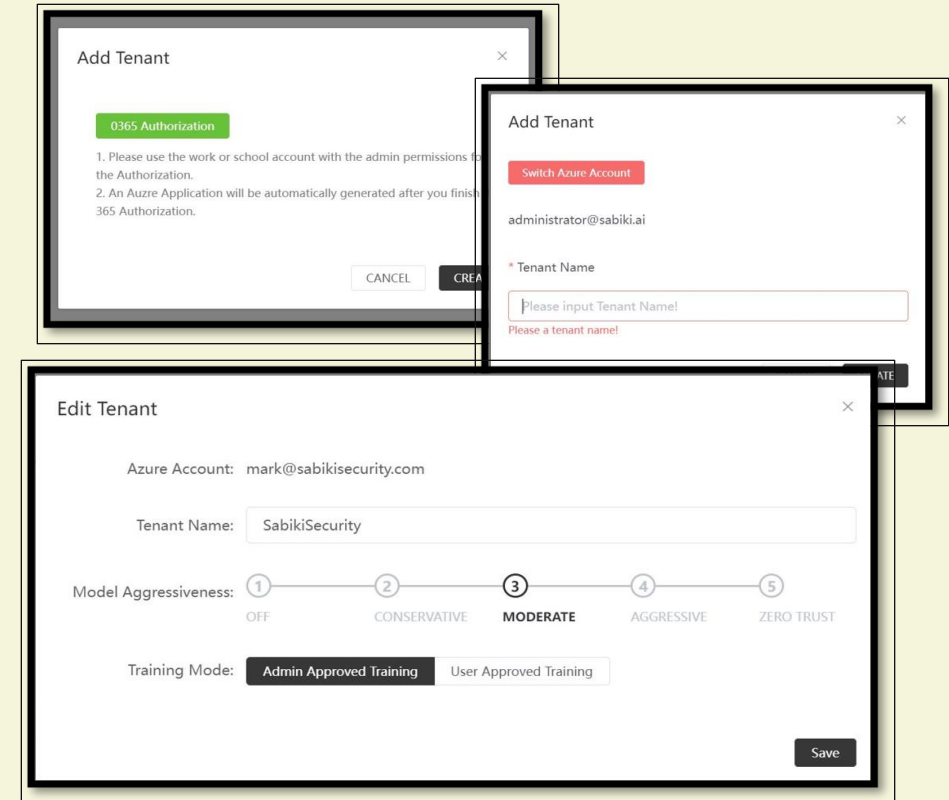 Add Tenant
0365 Authorization
1. Please use the work or school account with the admin permissions
the Authorization.
2. An Auzre Application will be automatically generated after you finish
365 Authorization.
CANCEL
Add Tenant
Switch Azure Account
administrator@sabiki.ai
* Tenant Name
Please input Tenant Name!
Please a tenant name!
Edit Tenant
Azure Account: mark@sabikisecurity.com
Tenant Name: SabikiSecurity
Model Aggressiveness: 1 2 3 4 5
OFF CONSERVATIVE MODERATE AGGRESSIVE ZERO TRUST
Training Mode: Admin Approved Training User Approved Training
Save